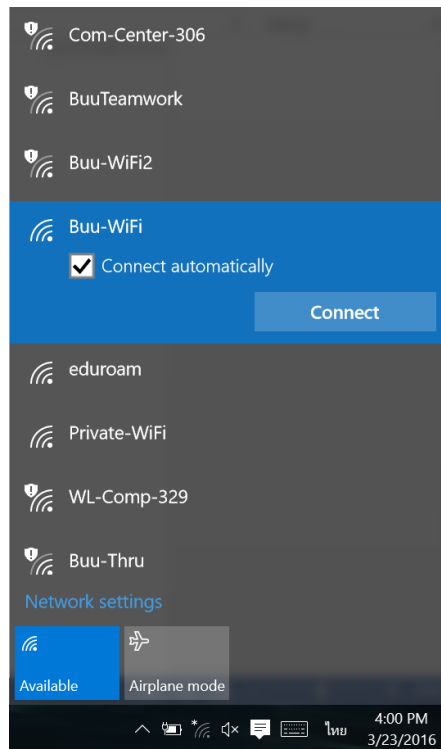 Com-Center-306
BuuTeamwork
Buu-WiFi2
Buu-WiFi
Connect automatically
Connect
eduroam
Private-WiFi
WL-Comp-329
Buu-Thru
Network settings
Available
Airplane mode
ไทย
4:00 PM
3/23/2016